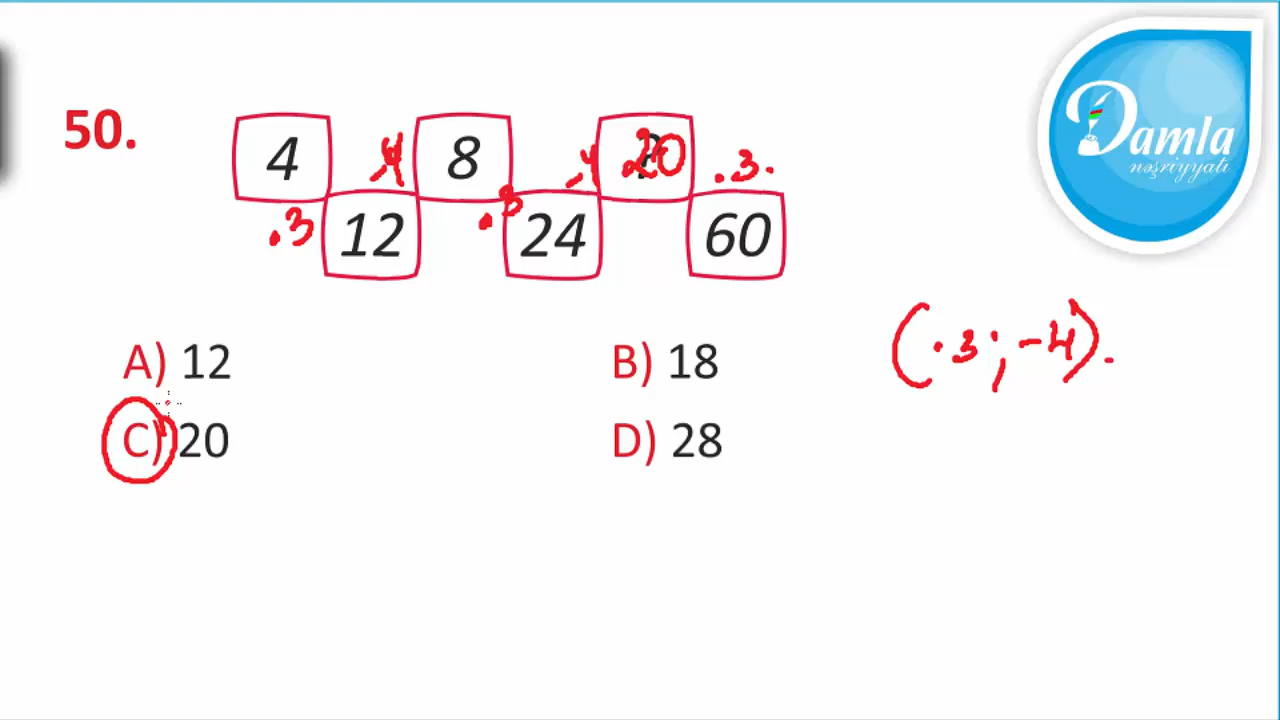 Damla
nəşriyyatı
50.
4 -4 8 -4 20 .3.
.3 12 .3 24 60
(.3; -4).
A) 12
B) 18
C) 20
D) 28